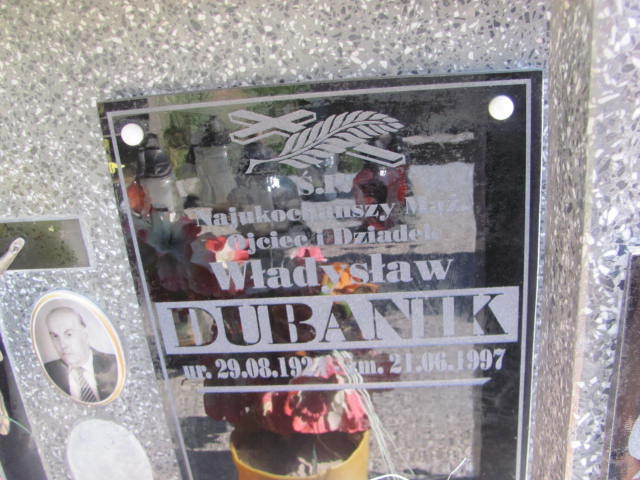 Ś.P.
Najukochańszy Mąż
Ojciec i Dziadek
Władysław
DUBANIK
ur. 29.08.192 zm. 21.06.1997